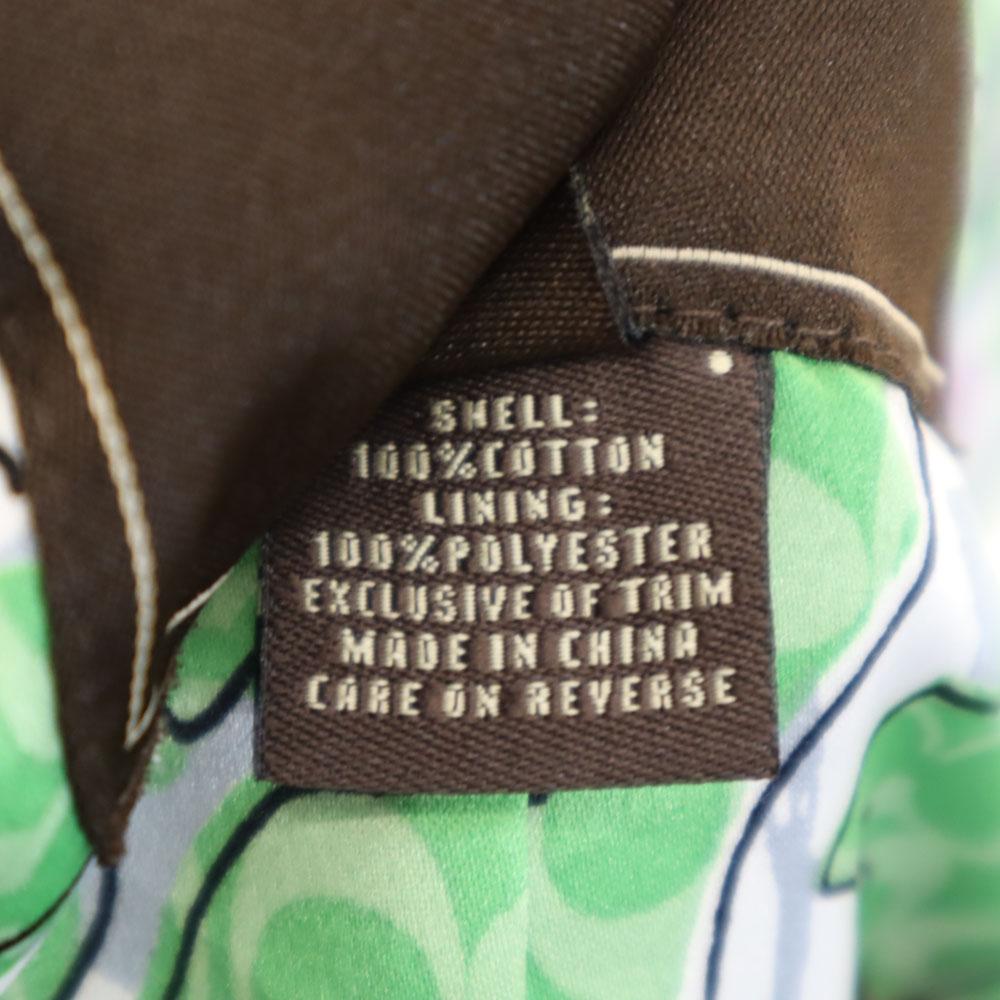 SHELL:
100%COTTON
LINING:
100%POLYESTER
EXCLUSIVE OF TRIM
MADE IN CHINA
CARE ON REVERSE